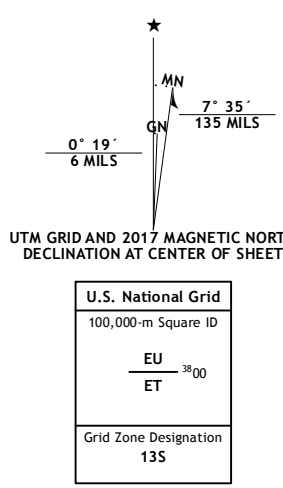 ★
MN
GN
7° 35´
135 MILS
0° 19´
6 MILS
UTM GRID AND 2017 MAGNETIC NORT
DECLINATION AT CENTER OF SHEET
U.S. National Grid
100,000-m Square ID
EU
3800
ET
Grid Zone Designation
13S